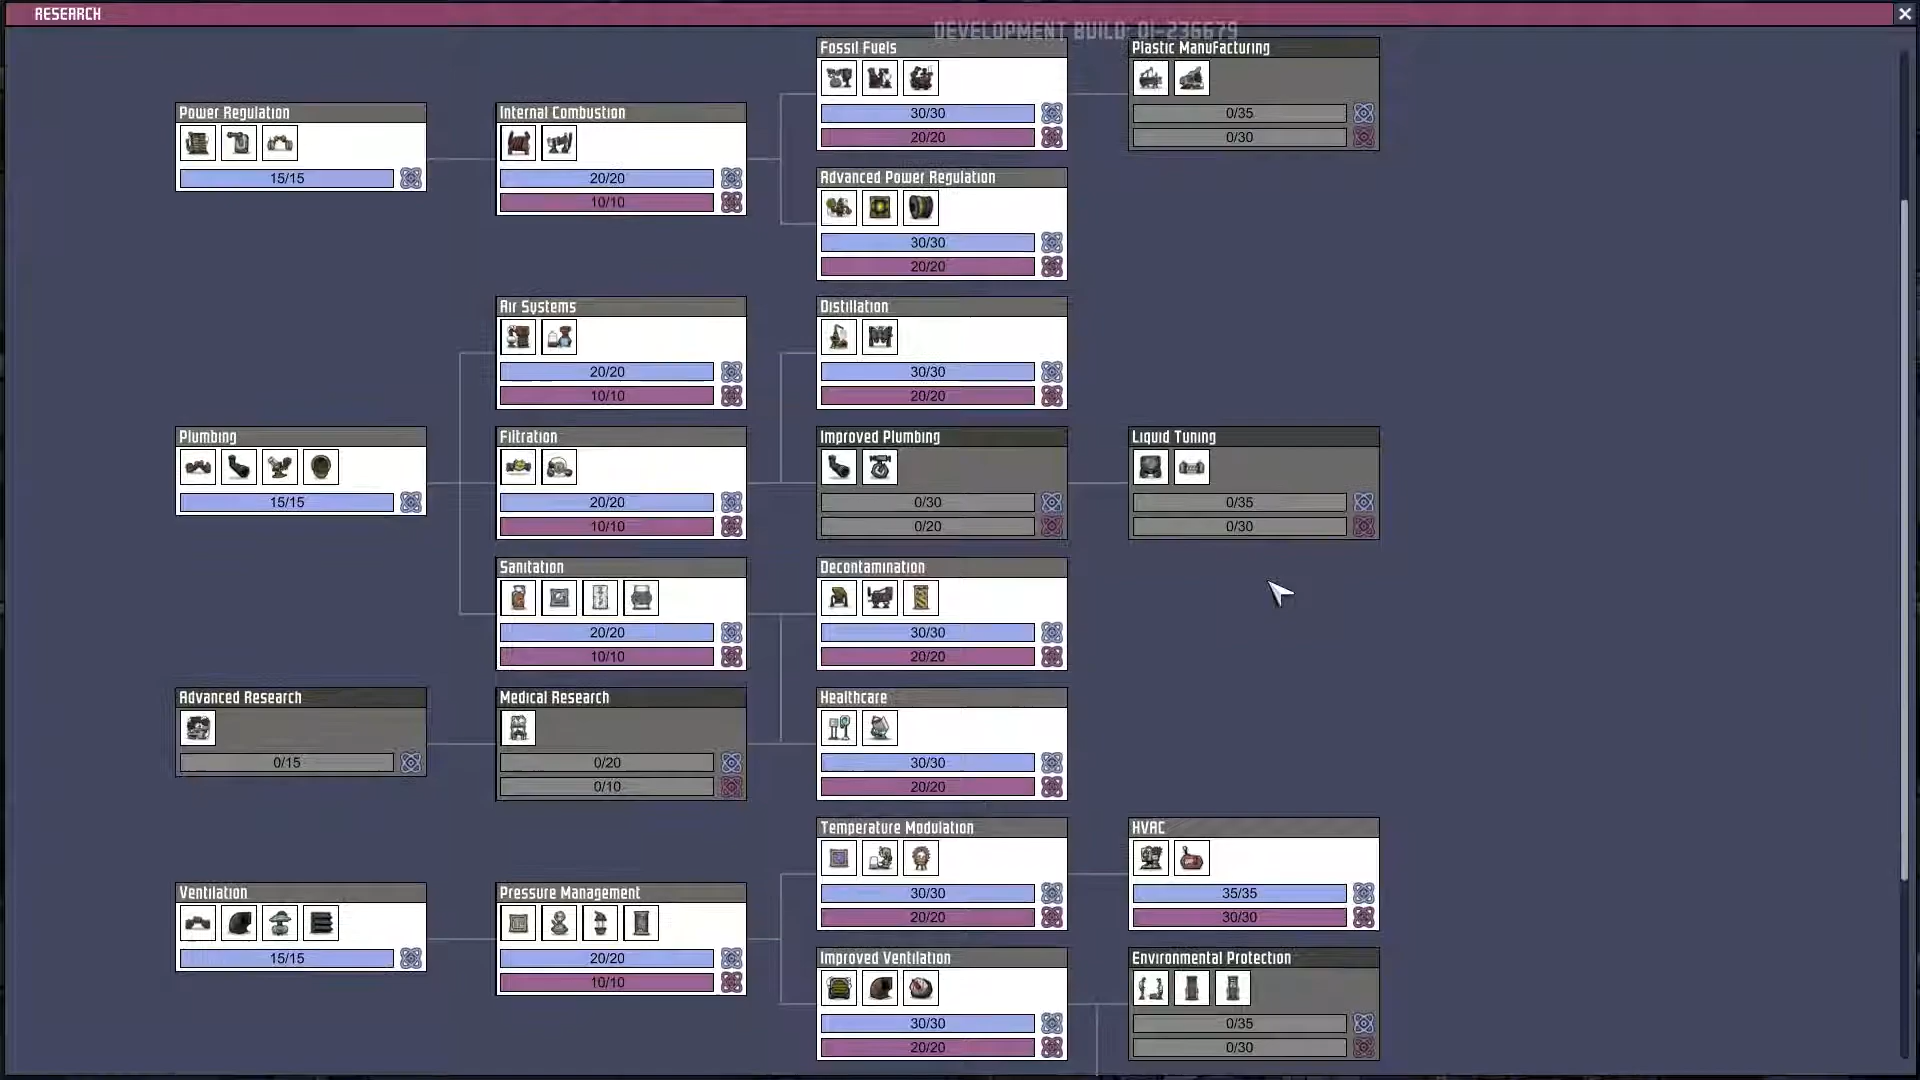 RESEARCH
DEVELOPMENT BUILD: OI-236679
Fossil Fuels
30/30
20/20
Plastic Manufacturing
0/35
0/30
Power Regulation
15/15
Internal Combustion
20/20
10/10
Advanced Power Regulation
30/30
20/20
Air Systems
20/20
10/10
Distillation
30/30
20/20
Plumbing
15/15
Filtration
20/20
10/10
Improved Plumbing
0/30
0/20
Liquid Tuning
0/35
0/30
Sanitation
20/20
10/10
Decontamination
30/30
20/20
Advanced Research
0/15
Medical Research
0/20
0/10
Healthcare
30/30
20/20
Temperature Modulation
30/30
20/20
HVAC
35/35
30/30
Ventilation
15/15
Pressure Management
20/20
10/10
Improved Ventilation
30/30
20/20
Environmental Protection
0/35
0/30